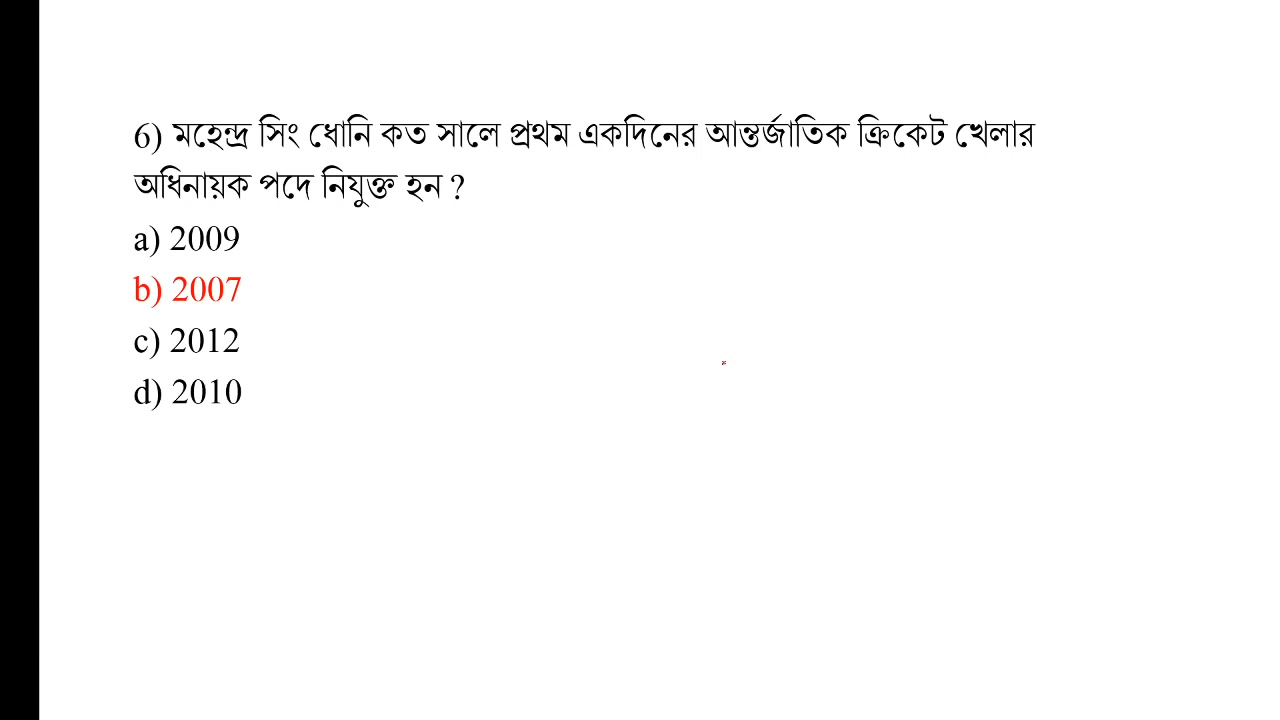 6) মহেন্দ্র সিং ধোনি কত সালে প্রথম একদিনের আন্তর্জাতিক ক্রিকেট খেলার
অধিনায়ক পদে নিযুক্ত হন ?
a) 2009
b) 2007
c) 2012
d) 2010